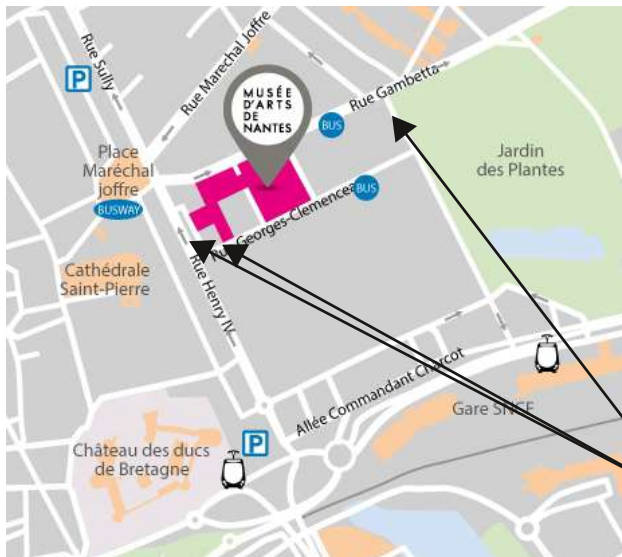 Rue Sully
Rue Marechal Joffre
P
MUSÉE
D'ARTS
DE
NANTES
Rue Gambetta
BUS
Place
Maréchal
joffre
BUSWAY
Jardin
des Plantes
BUS
Rue Georges-Clemenceau
Cathédrale
Saint-Pierre
Rue Henry IV
Allée Commandant Charcot
Gare SNCF
Château des ducs
de Bretagne
P